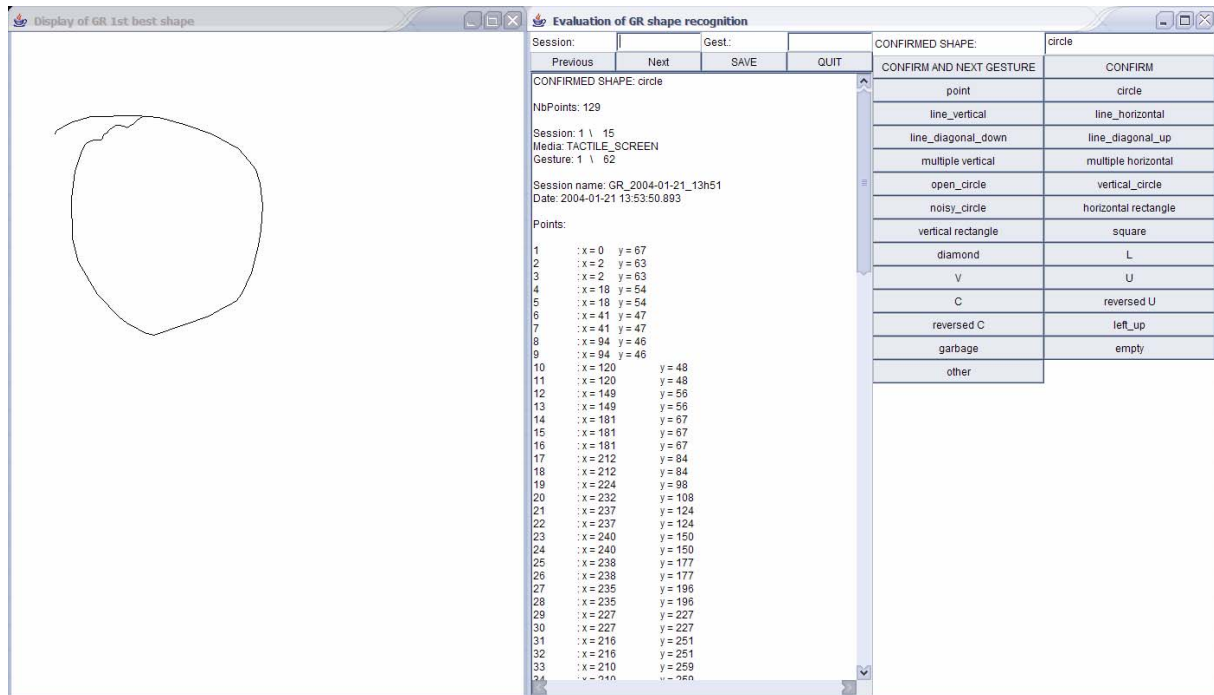 Display of GR 1st best shape
Evaluation of GR shape recognition
Session: Gest.:
Previous Next SAVE QUIT
CONFIRMED SHAPE: circle
NbPoints: 129
Session: 1 \ 15
Media: TACTILE_SCREEN
Gesture: 1 \ 62
Session name: GR_2004-01-21_13h51
Date: 2004-01-21 13:53:50.893
Points:
1 : x = 0 y = 67
2 : x = 2 y = 63
3 : x = 2 y = 63
4 : x = 18 y = 54
5 : x = 18 y = 54
6 : x = 41 y = 47
7 : x = 41 y = 47
8 : x = 94 y = 46
9 : x = 94 y = 46
10 : x = 120 y = 48
11 : x = 120 y = 48
12 : x = 149 y = 56
13 : x = 149 y = 56
14 : x = 181 y = 67
15 : x = 181 y = 67
16 : x = 181 y = 67
17 : x = 212 y = 84
18 : x = 212 y = 84
19 : x = 224 y = 98
20 : x = 232 y = 108
21 : x = 237 y = 124
22 : x = 237 y = 124
23 : x = 240 y = 150
24 : x = 240 y = 150
25 : x = 238 y = 177
26 : x = 238 y = 177
27 : x = 235 y = 196
28 : x = 235 y = 196
29 : x = 227 y = 227
30 : x = 227 y = 227
31 : x = 216 y = 251
32 : x = 216 y = 251
33 : x = 210 y = 259
34 : x = 210 y = 259
CONFIRMED SHAPE: circle
CONFIRM AND NEXT GESTURE CONFIRM
point circle
line_vertical line_horizontal
line_diagonal_down line_diagonal_up
multiple vertical multiple horizontal
open_circle vertical_circle
noisy_circle horizontal rectangle
vertical rectangle square
diamond L
V U
C reversed U
reversed C left_up
garbage empty
other